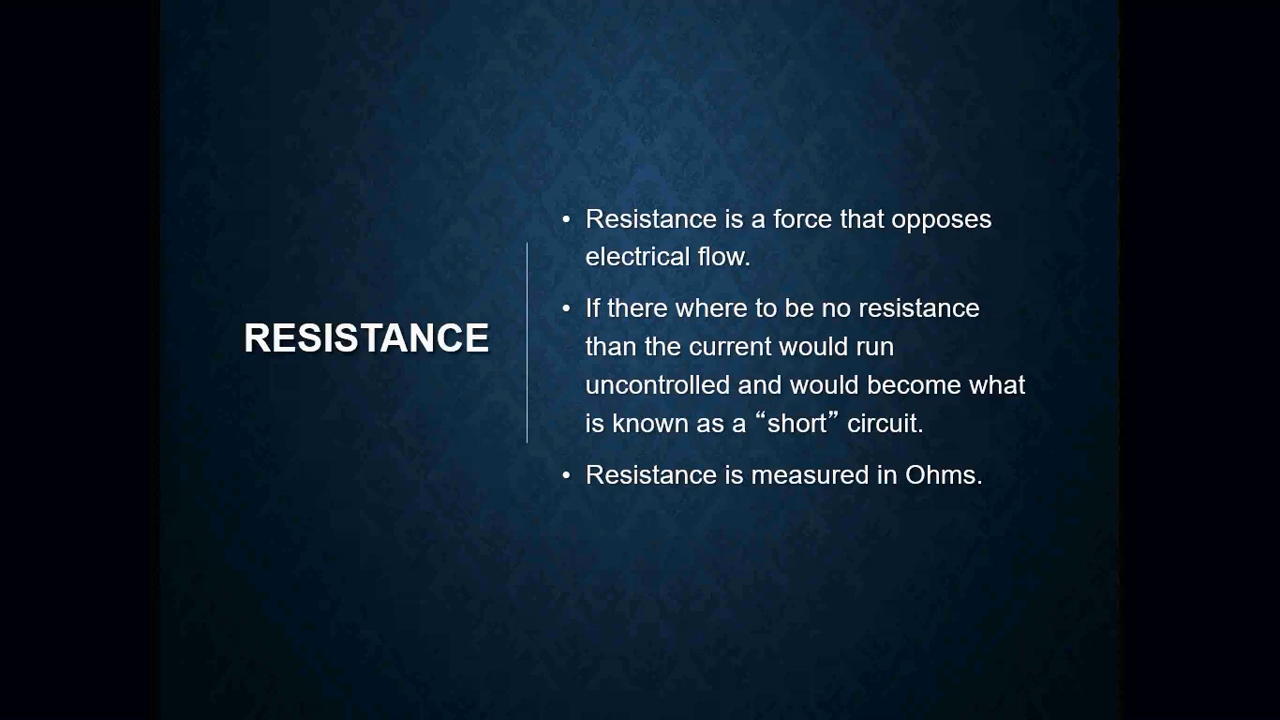 RESISTANCE
• Resistance is a force that opposes
electrical flow.
• If there where to be no resistance
than the current would run
uncontrolled and would become what
is known as a “short” circuit.
• Resistance is measured in Ohms.